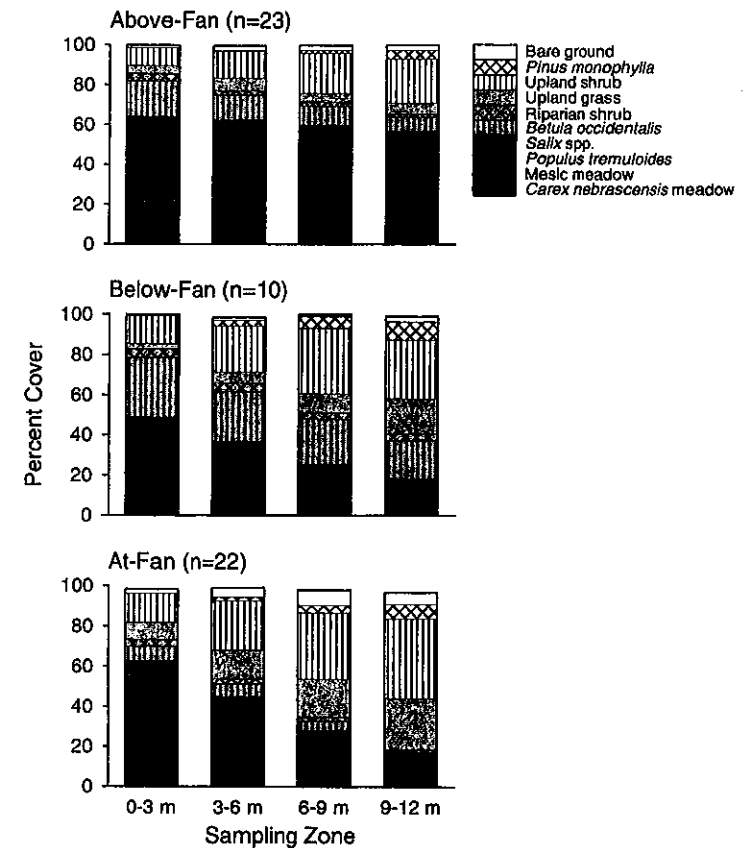 Above-Fan (n=23)
100
80
60
40
20
0
Bare ground
Pinus monophylla
Upland shrub
Upland grass
Riparian shrub
Betula occidentalis
Salix spp.
Populus tremuloides
Mesic meadow
Carex nebrascensis meadow
Below-Fan (n=10)
100
80
60
40
20
0
Percent Cover
At-Fan (n=22)
100
80
60
40
20
0
0-3 m 3-6 m 6-9 m 9-12 m
Sampling Zone